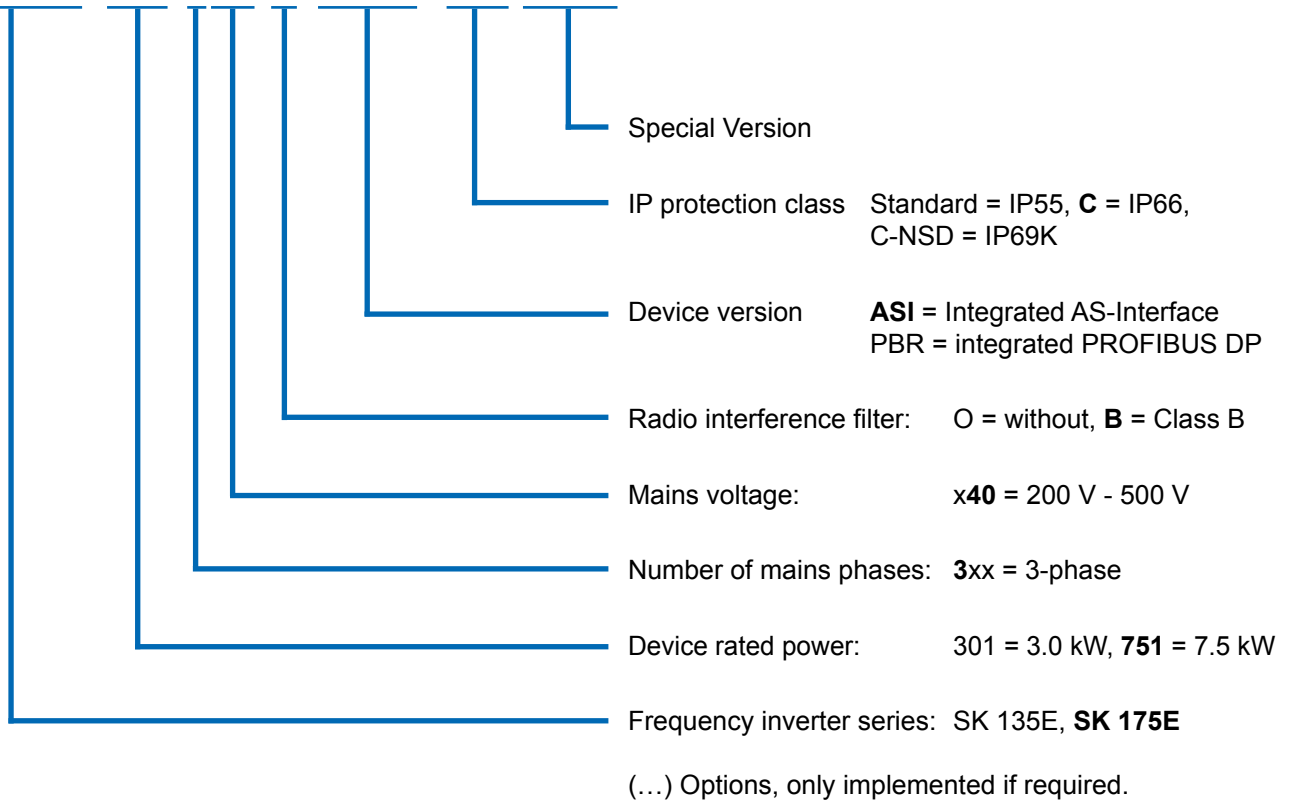 Special Version
IP protection class Standard = IP55, C = IP66,
C-NSD = IP69K
Device version ASI = Integrated AS-Interface
PBR = integrated PROFIBUS DP
Radio interference filter: O = without, B = Class B
Mains voltage: x40 = 200 V - 500 V
Number of mains phases: 3xx = 3-phase
Device rated power: 301 = 3.0 kW, 751 = 7.5 kW
Frequency inverter series: SK 135E, SK 175E
(…) Options, only implemented if required.